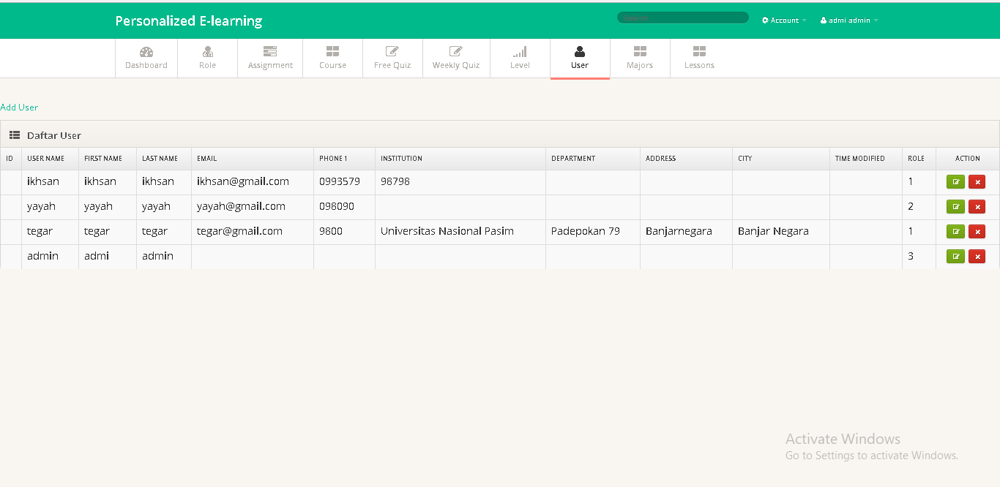 Personalized E-learning
Search
Account
admi admin
Dashboard
Role
Assignment
Course
Free Quiz
Weekly Quiz
Level
User
Majors
Lessons
Add User
Daftar User
ID USER NAME FIRST NAME LAST NAME EMAIL PHONE 1 INSTITUTION DEPARTMENT ADDRESS CITY TIME MODIFIED ROLE ACTION
ikhsan ikhsan ikhsan ikhsan@gmail.com 0993579 98798 1
yayah yayah yayah yayah@gmail.com 098090 2
tegar tegar tegar tegar@gmail.com 9800 Universitas Nasional Pasim Padepokan 79 Banjarnegara Banjar Negara 1
admin admi admin 3
Activate Windows
Go to Settings to activate Windows.